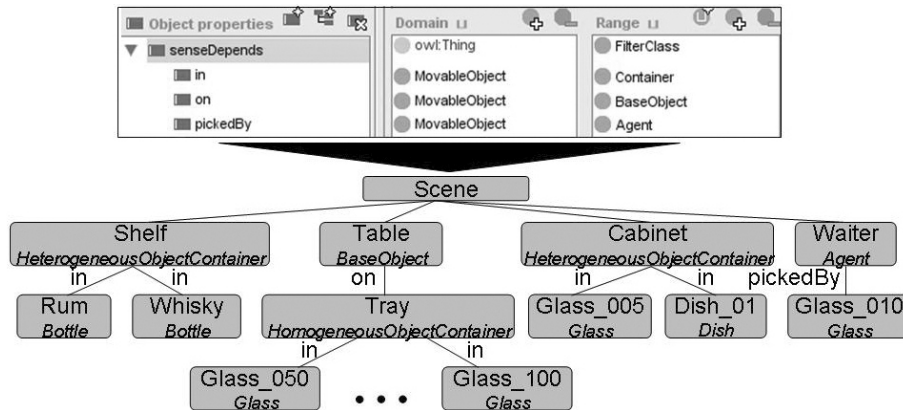 Object properties Domain Range
senseDepends owl:Thing FilterClass
in MovableObject Container
on MovableObject BaseObject
pickedBy MovableObject Agent
Scene
Shelf Table Cabinet Waiter
HeterogeneousObjectContainer BaseObject HeterogeneousObjectContainer Agent
in in on in in pickedBy
Rum Whisky Tray Glass_005 Dish_01 Glass_010
Bottle Bottle HomogeneousObjectContainer Glass Dish Glass
in in
Glass_050 ... Glass_100
Glass Glass